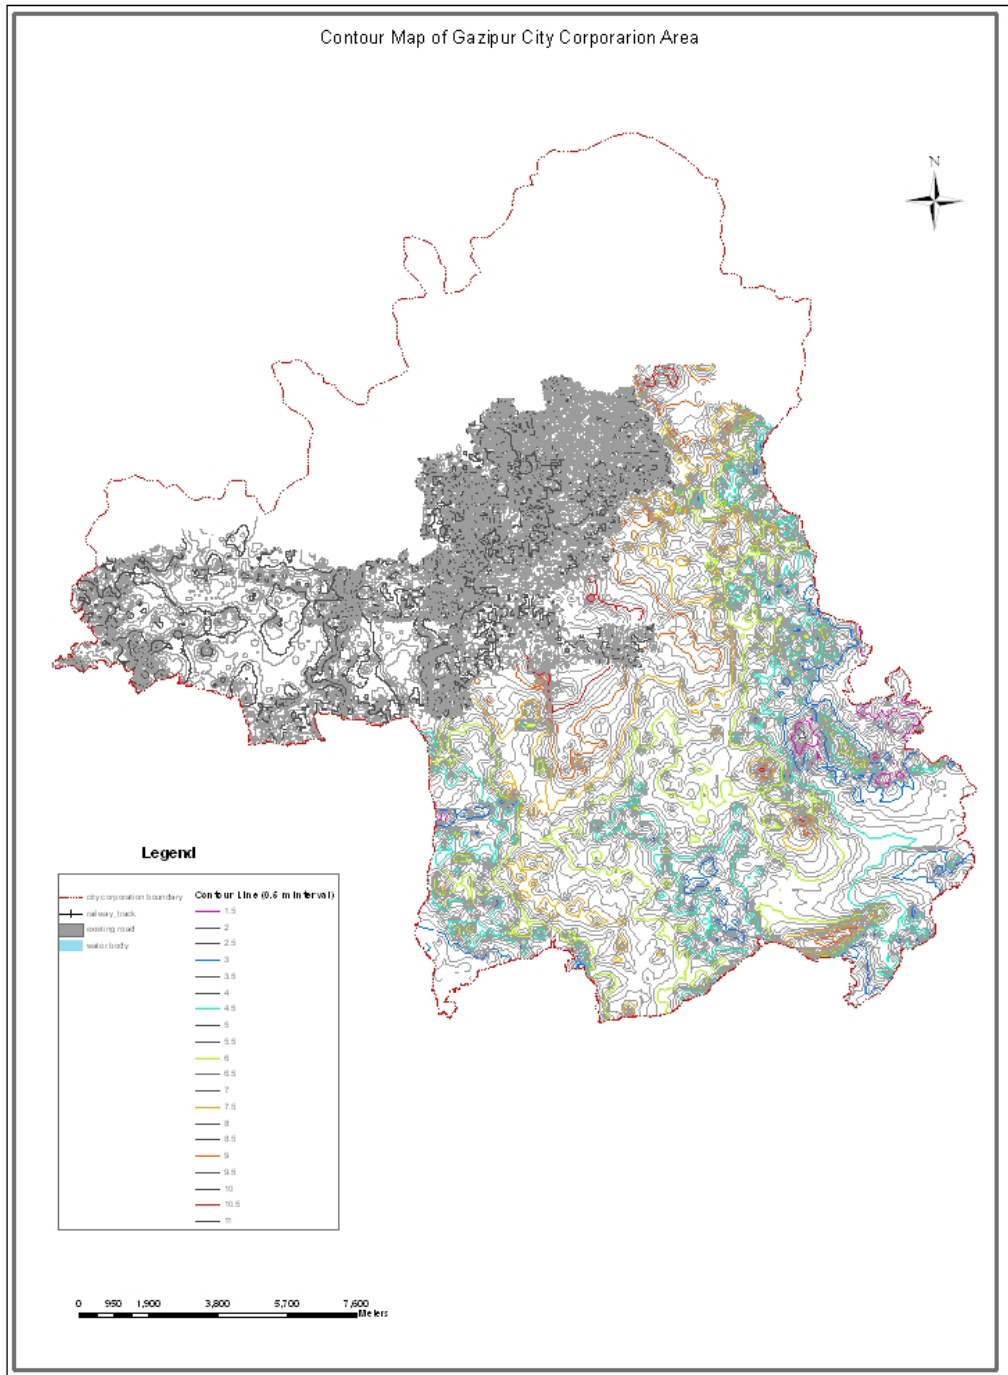 Contour Map of Gazipur City Corporarion Area
N
Legend
city corporation boundary
railway_track
existing road
water body
Contour Line (0.5 m Interval)
1.5
2
2.5
3
3.5
4
4.5
5
5.5
6
6.5
7
7.5
8
8.5
9
9.5
10
10.5
11
0 950 1,900 3,800 5,700 7,600
Meters